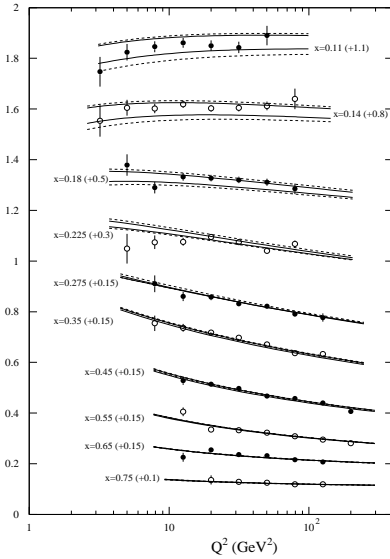 2
x=0.11 (+1.1)
1.8
1.6
x=0.14 (+0.8)
1.4
x=0.18 (+0.5)
1.2
x=0.225 (+0.3)
1
x=0.275 (+0.15)
0.8
x=0.35 (+0.15)
0.6
x=0.45 (+0.15)
0.4
x=0.55 (+0.15)
x=0.65 (+0.15)
0.2
x=0.75 (+0.1)
0
1 10 10²
Q² (GeV²)